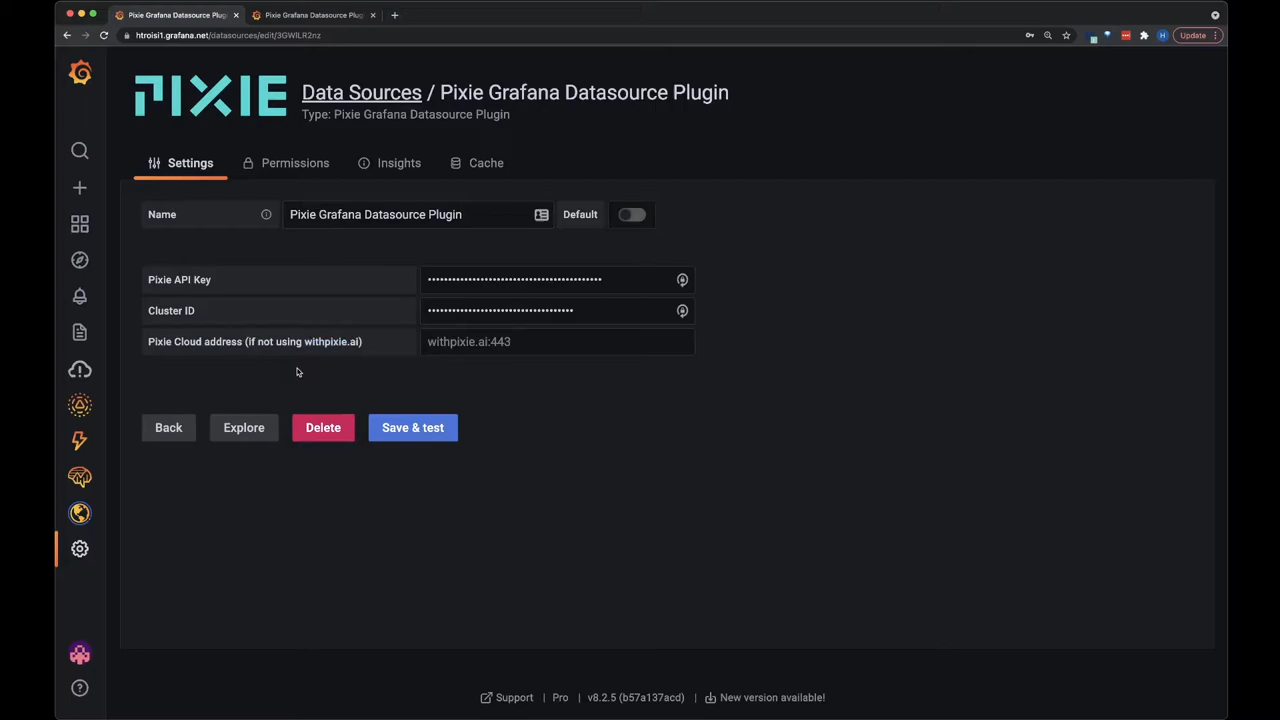 Pixie Grafana Datasource Plug
Pixie Grafana Datasource Plug
htroisi1.grafana.net/datasources/edit/3GWlLR2nz
Update
PIXIE
Data Sources / Pixie Grafana Datasource Plugin
Type: Pixie Grafana Datasource Plugin
Settings
Permissions
Insights
Cache
Name
Pixie Grafana Datasource Plugin
Default
Pixie API Key
Cluster ID
Pixie Cloud address (if not using withpixie.ai)
withpixie.ai:443
Back
Explore
Delete
Save & test
Support | Pro | v8.2.5 (b57a137acd) | New version available!